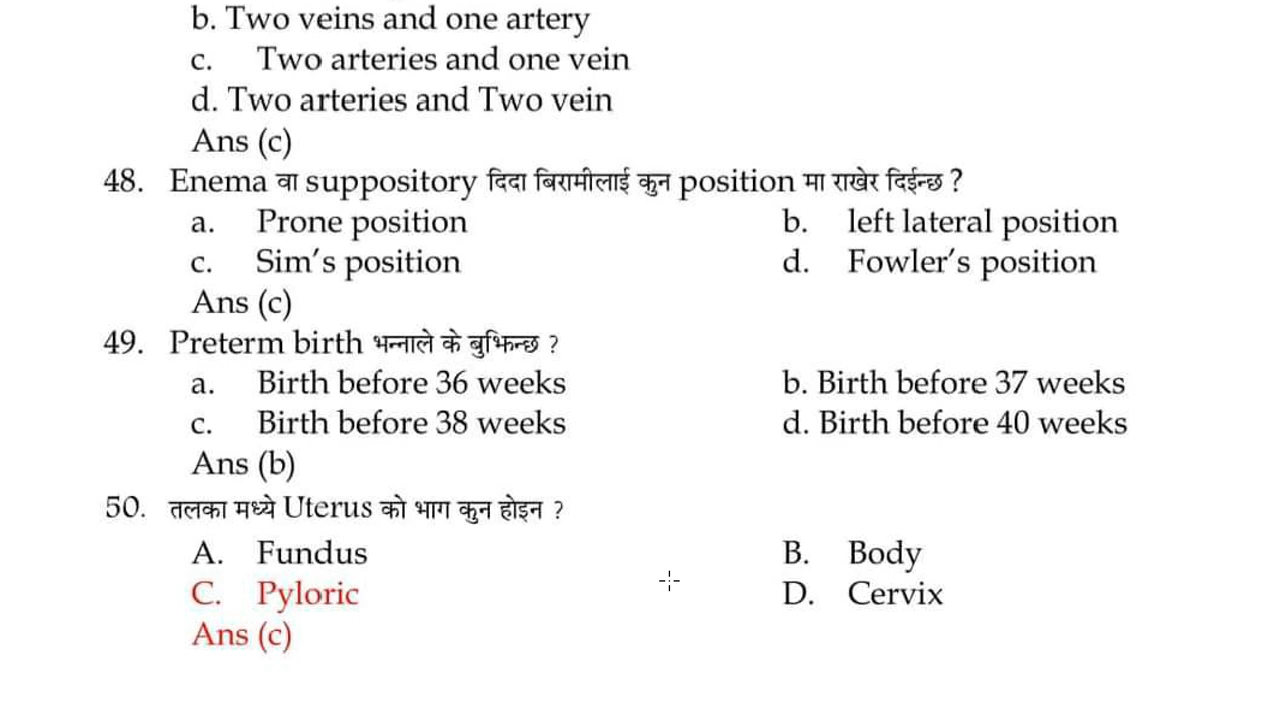 b. Two veins and one artery
c. Two arteries and one vein
d. Two arteries and Two vein
Ans (c)
48. Enema वा suppository दिदा बिरामीलाई कुन position मा राखेर दिईन्छ ?
a. Prone position b. left lateral position
c. Sim's position d. Fowler's position
Ans (c)
49. Preterm birth भन्नाले के बुझिन्छ ?
a. Birth before 36 weeks b. Birth before 37 weeks
c. Birth before 38 weeks d. Birth before 40 weeks
Ans (b)
50. तलका मध्ये Uterus को भाग कुन होइन ?
A. Fundus B. Body
C. Pyloric D. Cervix
Ans (c)